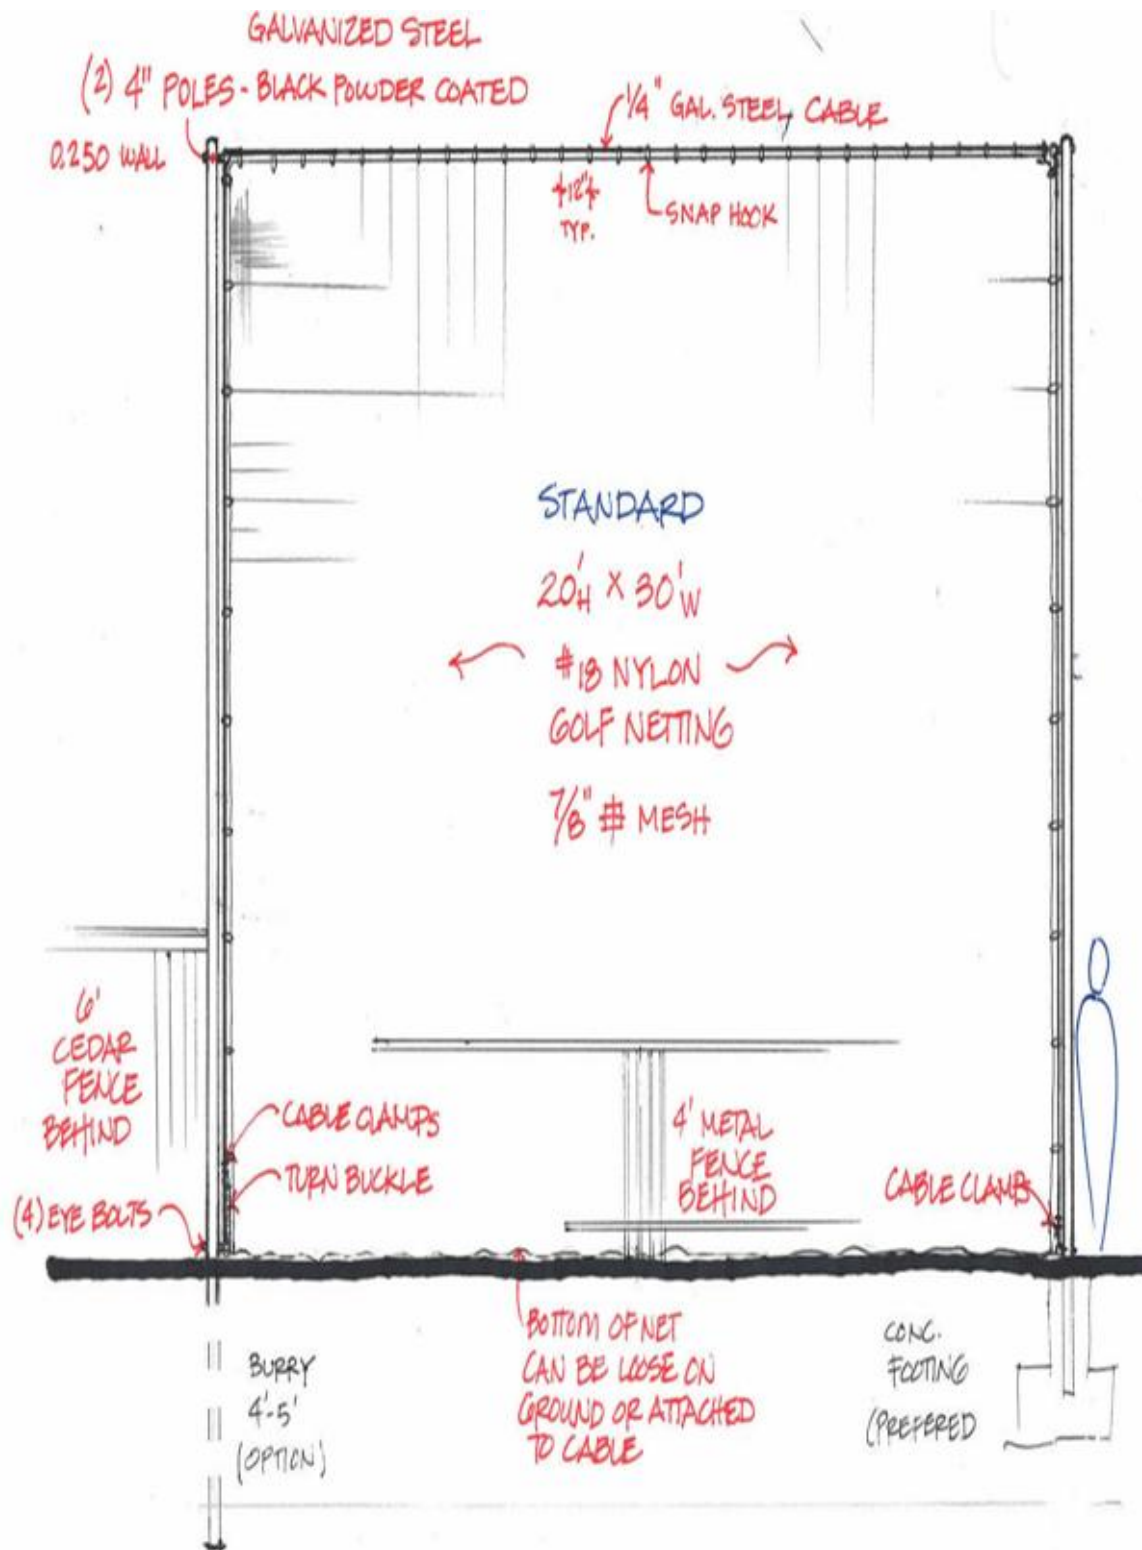 GALVANIZED STEEL
(2) 4" POLES - BLACK POWDER COATED
0.250 WALL
1/4" GAL. STEEL, CABLE
12"
TYP.
SNAP HOOK
STANDARD
20'H X 30'W
#18 NYLON
GOLF NETTING
7/8" # MESH
6'
CEDAR
FENCE
BEHIND
CABLE CLAMPS
TURN BUCKLE
(4) EYE BOLTS
4' METAL
FENCE
BEHIND
CABLE CLAMBS
BURRY
4'-5'
(OPTION)
BOTTOM OF NET
CAN BE LOOSE ON
GROUND OR ATTACHED
TO CABLE
CONC.
FOOTING
(PREFERED